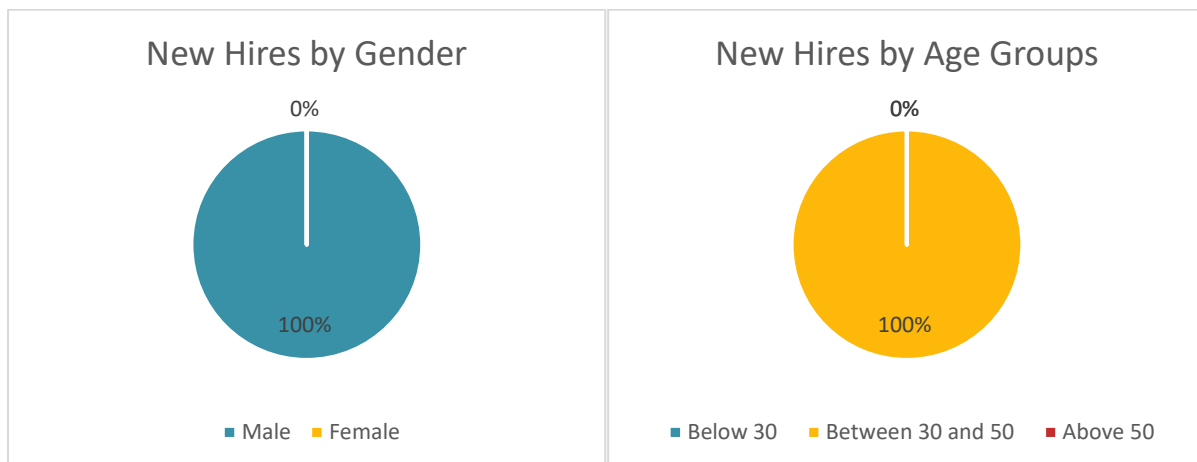 New Hires by Gender
0%
100%
Male Female
New Hires by Age Groups
0%
100%
Below 30 Between 30 and 50 Above 50